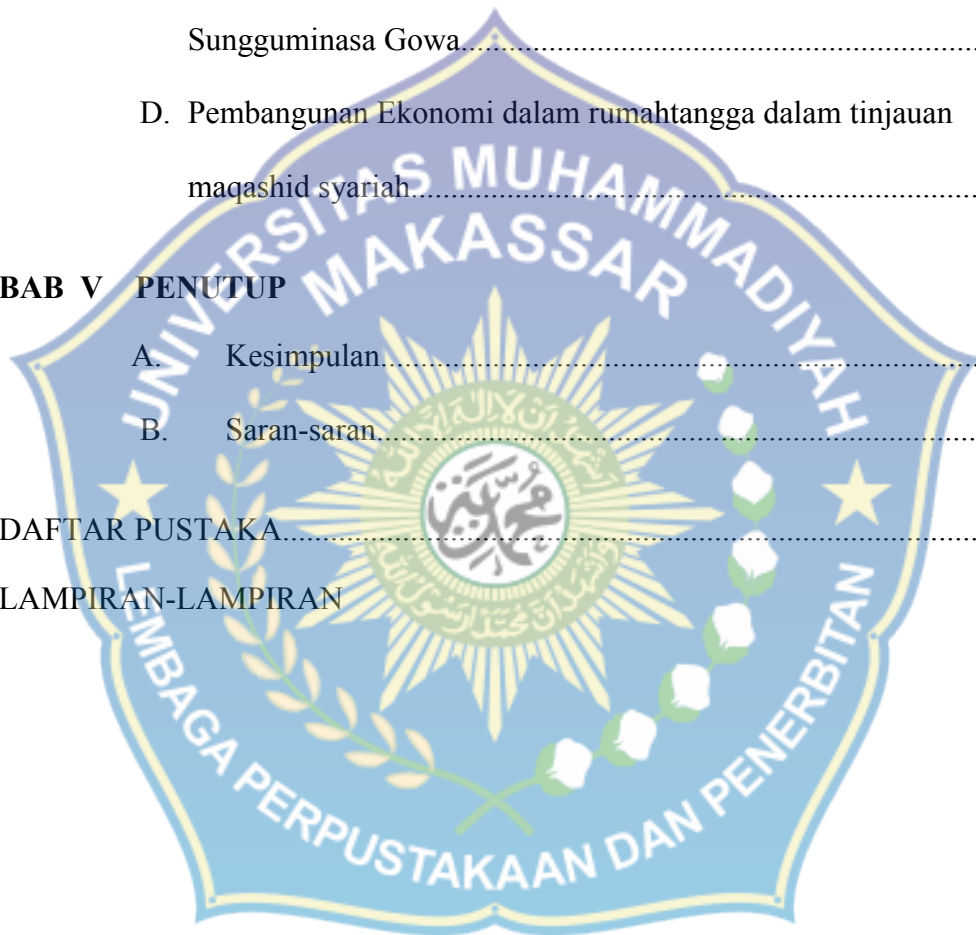 Sungguminasa Gowa
D. Pembangunan Ekonomi dalam rumahtangga dalam tinjauan
maqashid syariah
BAB V PENUTUP
A. Kesimpulan
B. Saran-saran
DAFTAR PUSTAKA
LAMPIRAN-LAMPIRAN
UNIVERSITAS MUHAMMADIYAH
MAKASSAR
LEMBAGA PERPUSTAKAAN DAN PENERBITAN
محمد